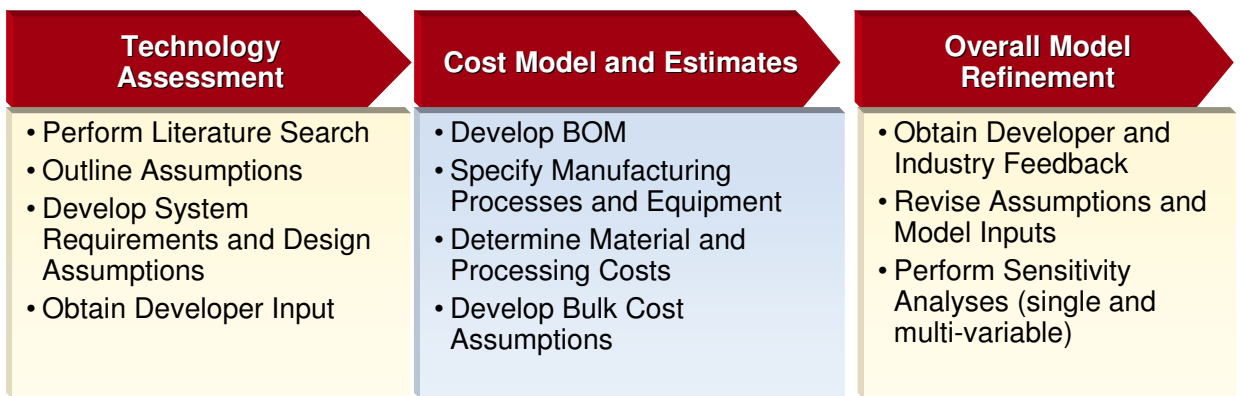 Technology
Assessment
• Perform Literature Search
• Outline Assumptions
• Develop System
Requirements and Design
Assumptions
• Obtain Developer Input
Cost Model and Estimates
• Develop BOM
• Specify Manufacturing
Processes and Equipment
• Determine Material and
Processing Costs
• Develop Bulk Cost
Assumptions
Overall Model
Refinement
• Obtain Developer and
Industry Feedback
• Revise Assumptions and
Model Inputs
• Perform Sensitivity
Analyses (single and
multi-variable)